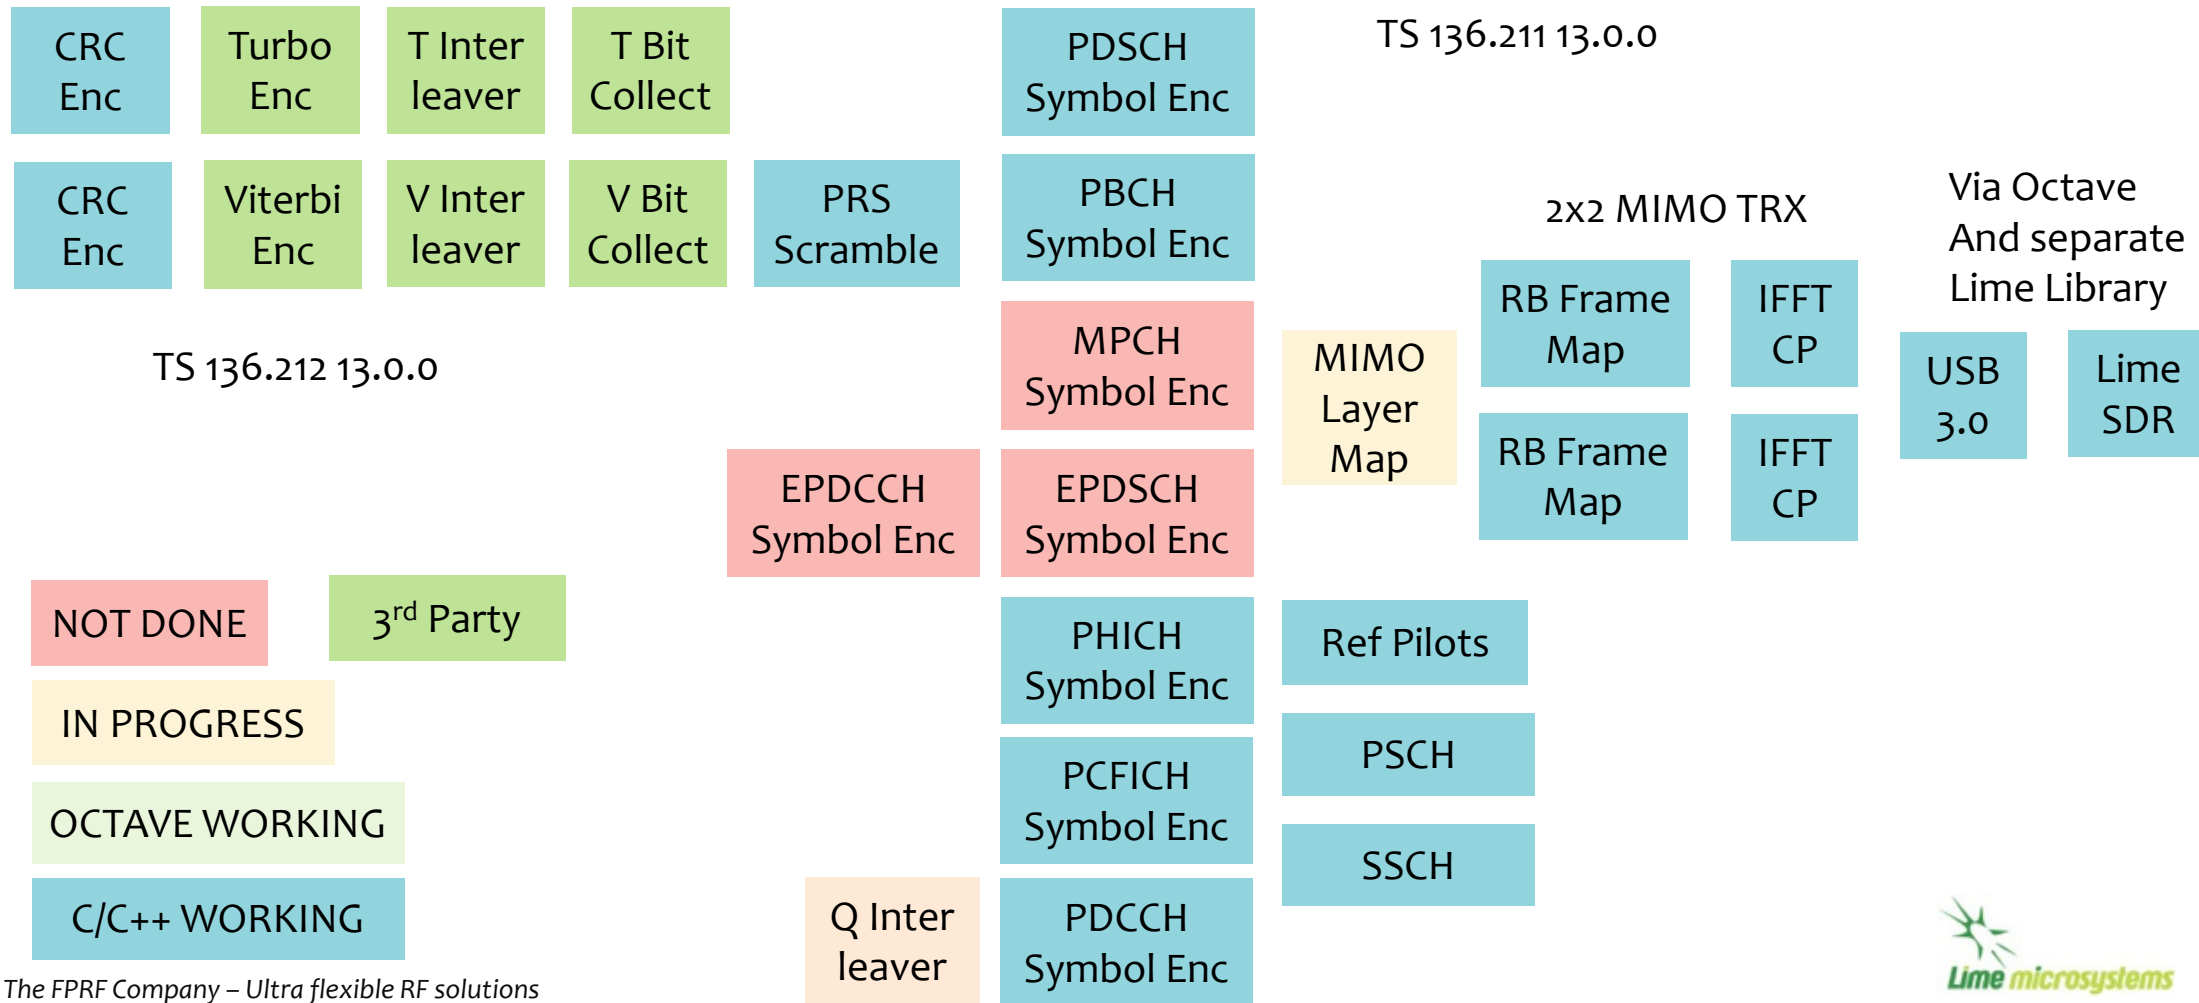 CRC
Enc
Turbo
Enc
T Inter
leaver
T Bit
Collect
PDSCH
Symbol Enc
TS 136.211 13.0.0
CRC
Enc
Viterbi
Enc
V Inter
leaver
V Bit
Collect
PRS
Scramble
PBCH
Symbol Enc
2x2 MIMO TRX
Via Octave
And separate
Lime Library
TS 136.212 13.0.0
MPCH
Symbol Enc
MIMO
Layer
Map
RB Frame
Map
IFFT
CP
USB
3.0
Lime
SDR
RB Frame
Map
IFFT
CP
EPDCCH
Symbol Enc
EPDSCH
Symbol Enc
NOT DONE
3rd Party
PHICH
Symbol Enc
Ref Pilots
IN PROGRESS
PSCH
OCTAVE WORKING
PCFICH
Symbol Enc
SSCH
C/C++ WORKING
Q Inter
leaver
PDCCH
Symbol Enc
The FPRF Company – Ultra flexible RF solutions
Lime microsystems